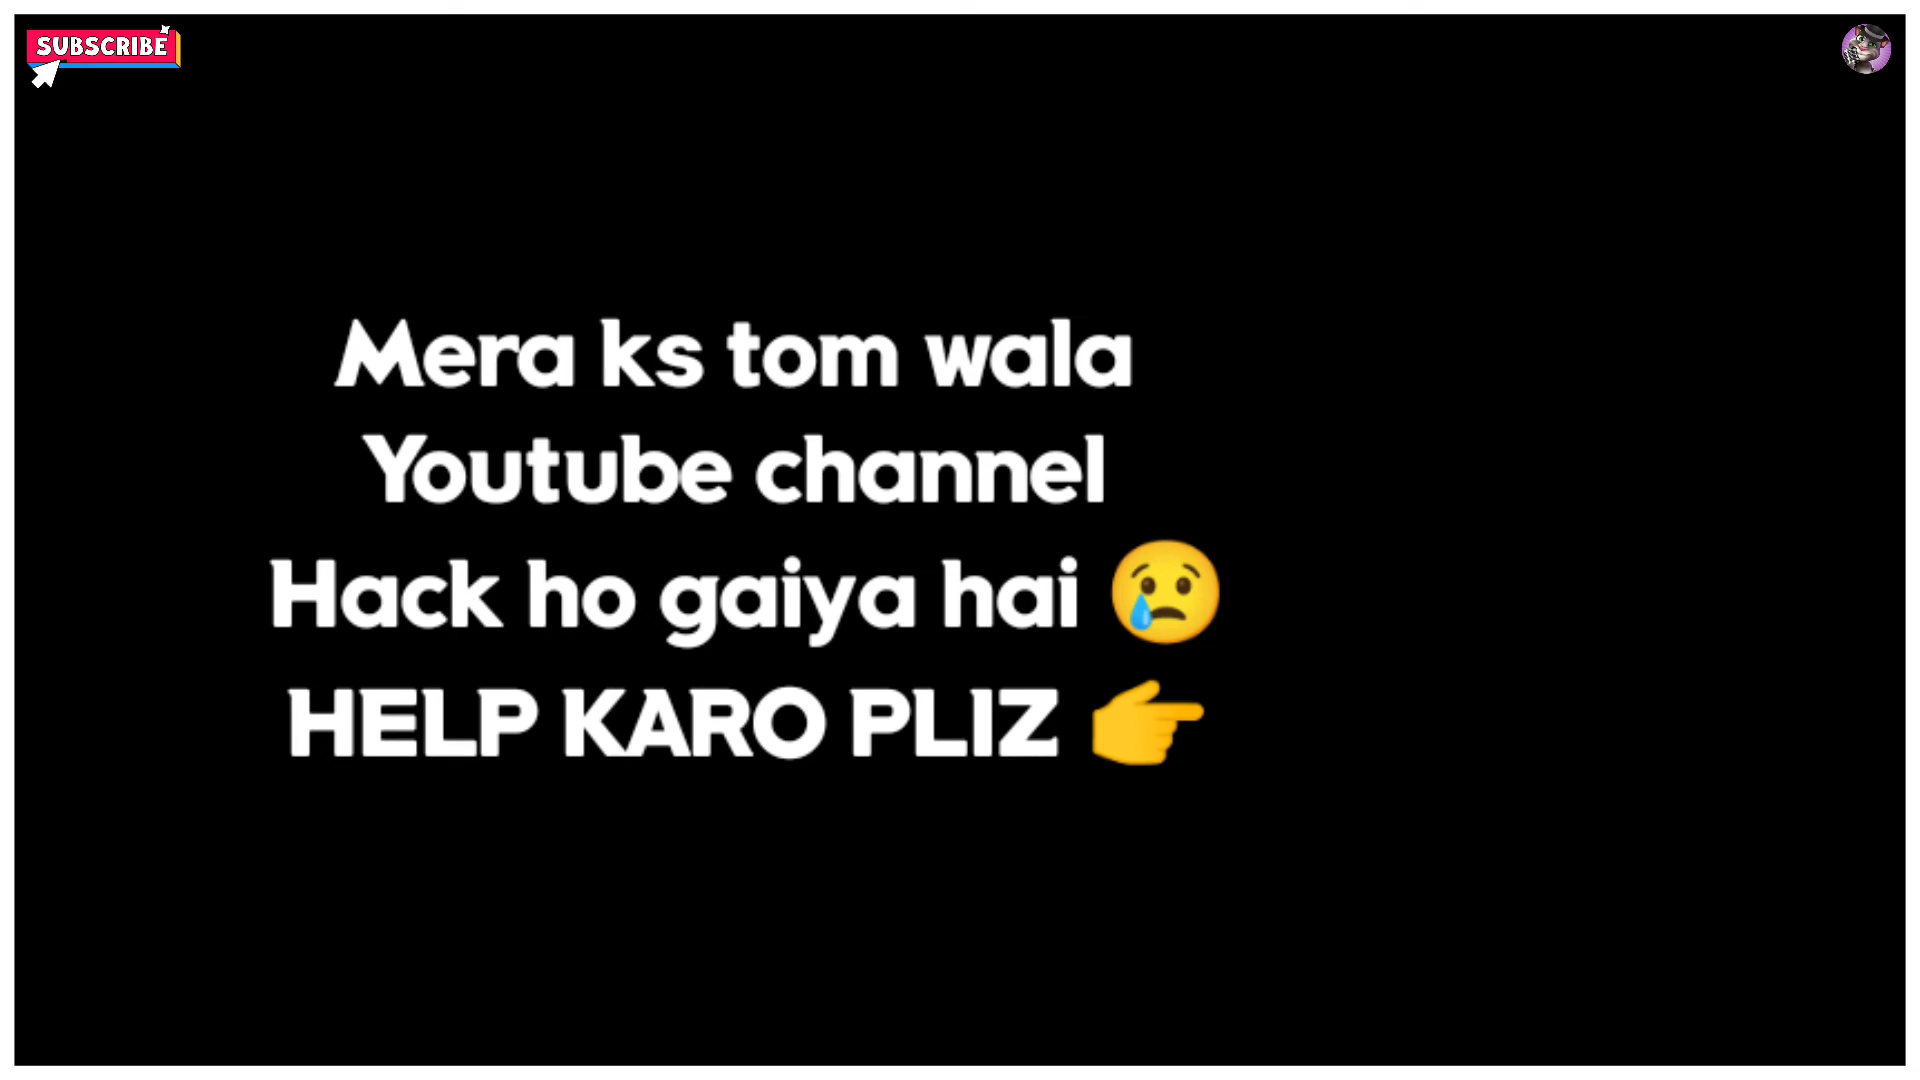 SUBSCRIBE
Mera ks tom wala
Youtube channel
Hack ho gaiya hai 😢
HELP KARO PLIZ 👉